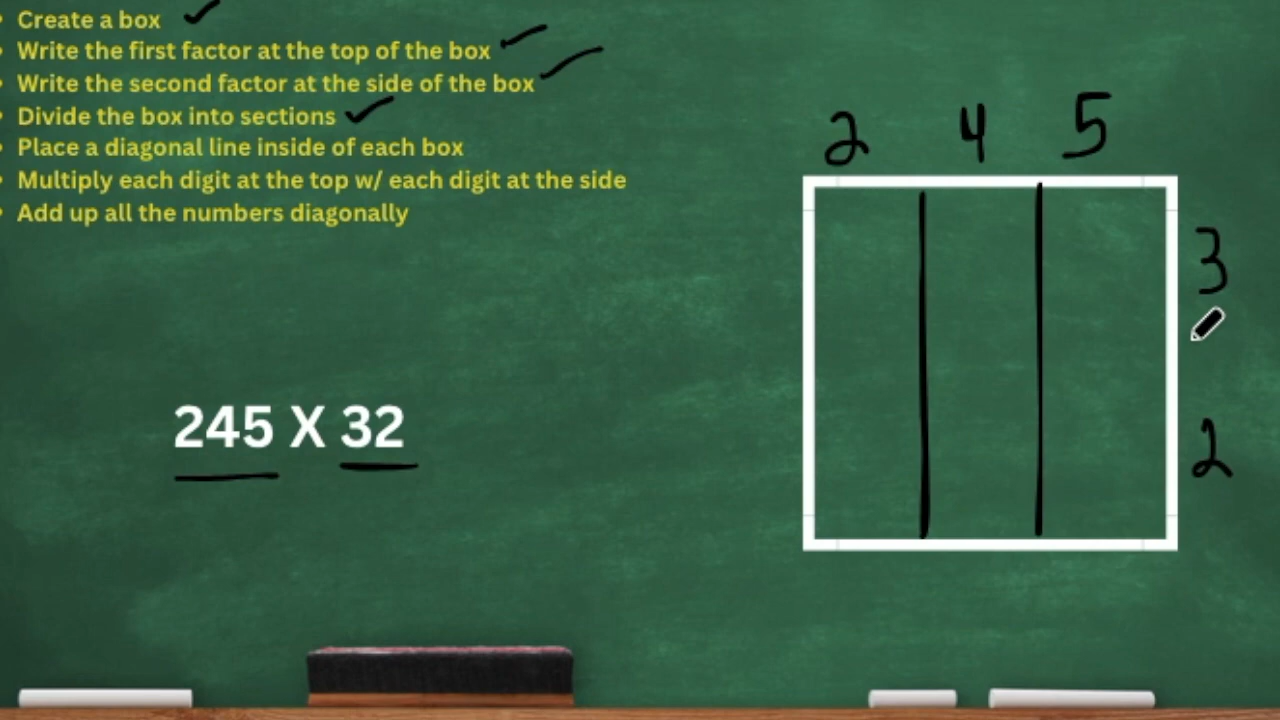 Create a box
Write the first factor at the top of the box
Write the second factor at the side of the box
Divide the box into sections
Place a diagonal line inside of each box
Multiply each digit at the top w/ each digit at the side
Add up all the numbers diagonally
2 4 5
3
245 X 32
2